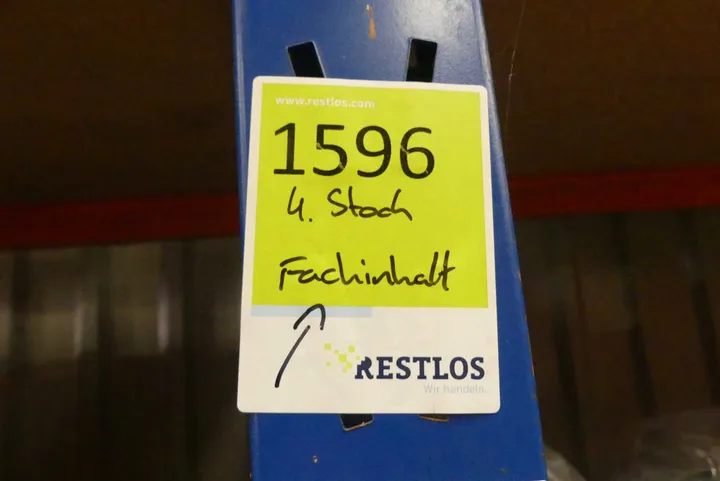 www.restlos.com
1596
4. Stock
Fachinhalt
RESTLOS
Wir handeln.